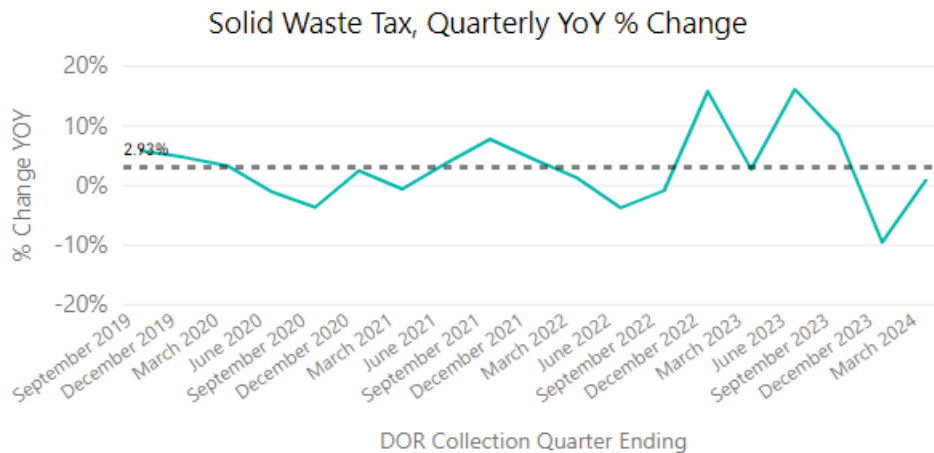 Solid Waste Tax, Quarterly YoY % Change
% Change YOY
20%
10%
0%
-10%
-20%
2.93%
September 2019
December 2019
March 2020
June 2020
September 2020
December 2020
March 2021
June 2021
September 2021
December 2021
March 2022
June 2022
September 2022
December 2022
March 2023
June 2023
September 2023
December 2023
March 2024
DOR Collection Quarter Ending